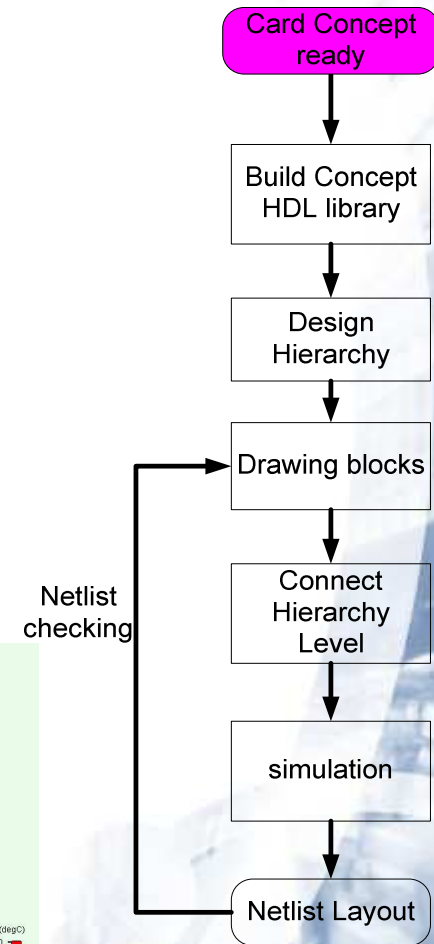 Card Concept
ready
Build Concept
HDL library
Design
Hierarchy
Drawing blocks
Connect
Hierarchy
Level
Netlist
checking
simulation
Netlist Layout
(degC)